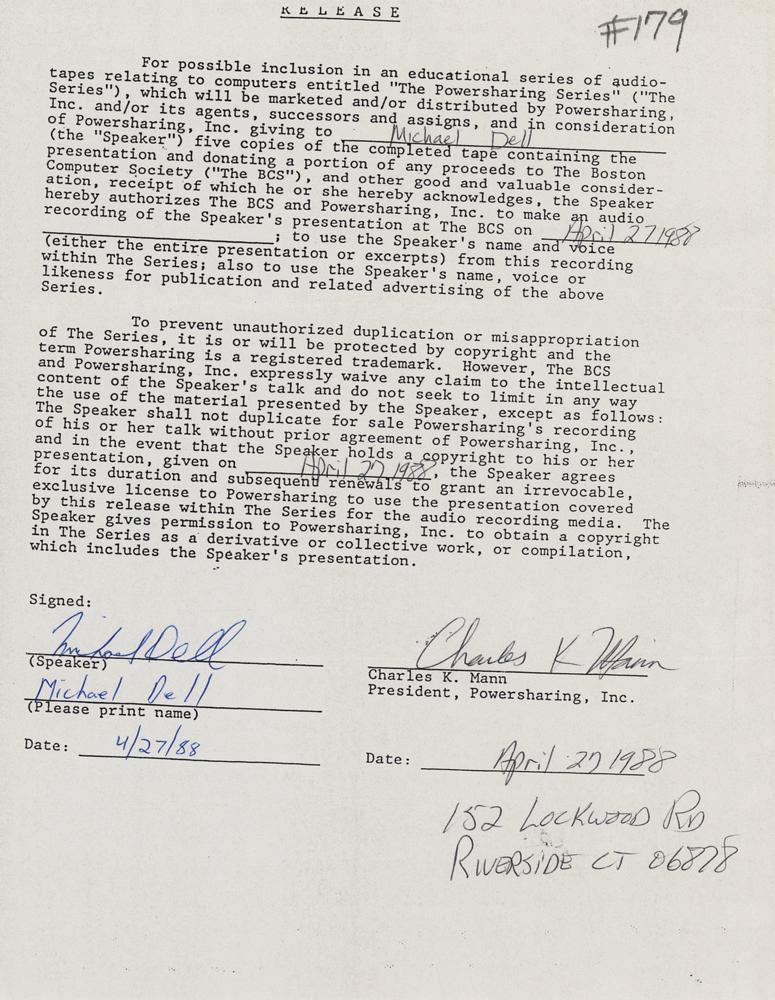 RELEASE
#179
For possible inclusion in an educational series of audio-
tapes relating to computers entitled "The Powersharing Series" ("The
Series"), which will be marketed and/or distributed by Powersharing,
Inc. and/or its agents, successors and assigns, and in consideration
of Powersharing, Inc. giving to Michael Dell
(the "Speaker") five copies of the completed tape containing the
presentation and donating a portion of any proceeds to The Boston
Computer Society ("The BCS"), and other good and valuable consider-
ation, receipt of which he or she hereby acknowledges, the Speaker
hereby authorizes The BCS and Powersharing, Inc. to make an audio
recording of the Speaker's presentation at The BCS on April 27 1988
; to use the Speaker's name and voice
(either the entire presentation or excerpts) from this recording
within The Series; also to use the Speaker's name, voice or
likeness for publication and related advertising of the above
Series.
To prevent unauthorized duplication or misappropriation
of The Series, it is or will be protected by copyright and the
term Powersharing is a registered trademark. However, The BCS
and Powersharing, Inc. expressly waive any claim to the intellectual
content of the Speaker's talk and do not seek to limit in any way
the use of the material presented by the Speaker, except as follows:
The Speaker shall not duplicate for sale Powersharing's recording
of his or her talk without prior agreement of Powersharing, Inc.,
and in the event that the Speaker holds a copyright to his or her
presentation, given on April 27 1988, the Speaker agrees
for its duration and subsequent renewals to grant an irrevocable,
exclusive license to Powersharing to use the presentation covered
by this release within The Series for the audio recording media. The
Speaker gives permission to Powersharing, Inc. to obtain a copyright
in The Series as a derivative or collective work, or compilation,
which includes the Speaker's presentation.
Signed:
Michael Dell
(Speaker)
Michael Dell
(Please print name)
Date: 4/27/88
Charles K Mann
Charles K. Mann
President, Powersharing, Inc.
Date: April 27 1988
152 LOCKWOOD RD
RIVERSIDE CT 06878